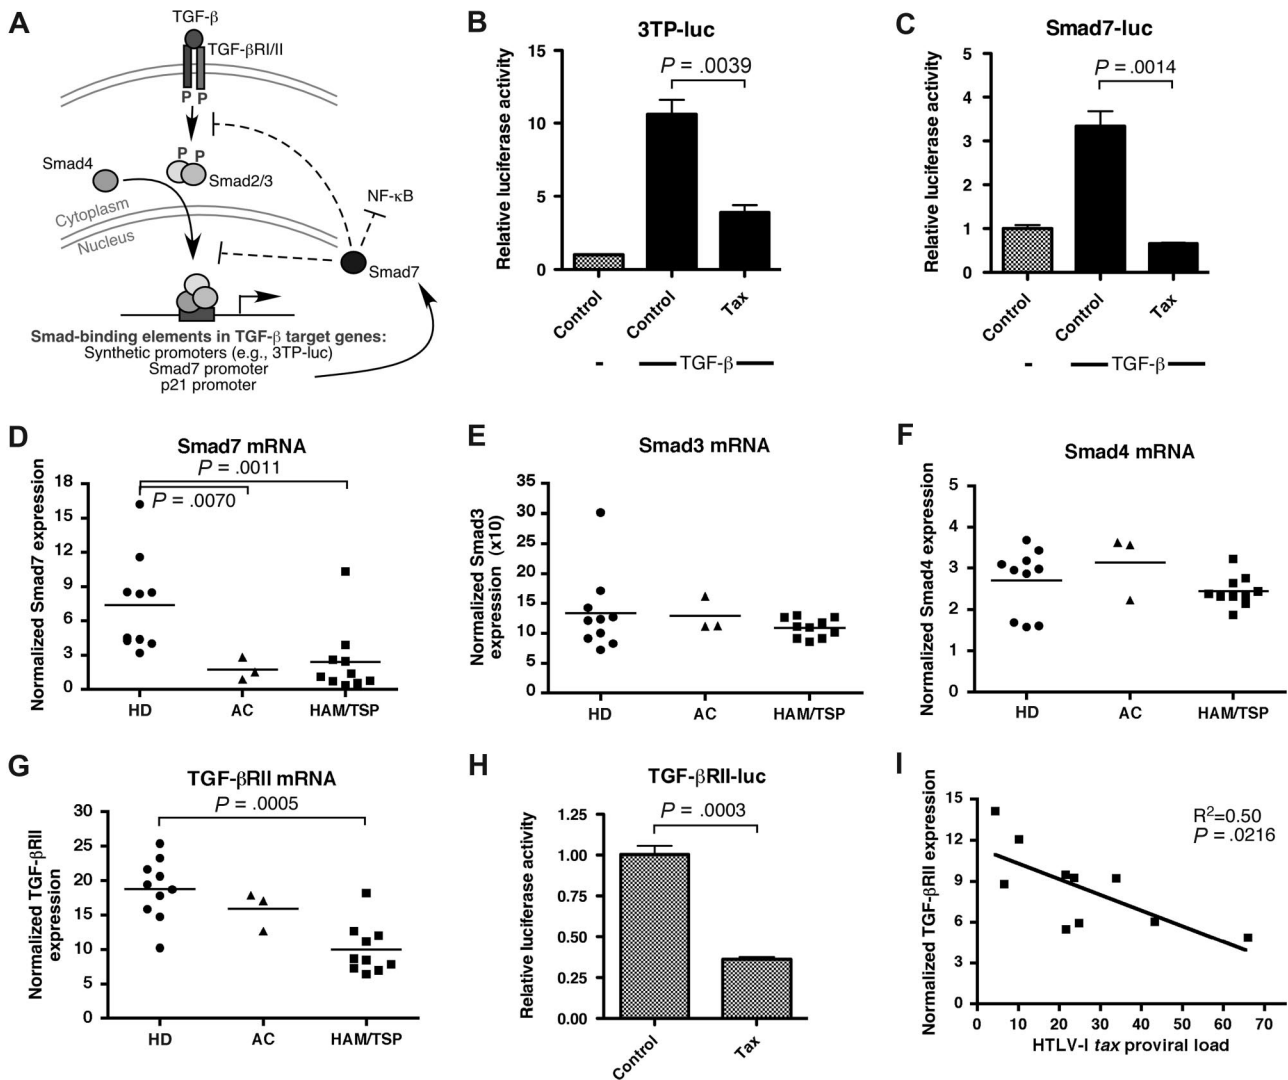 A
TGF-β
TGF-βRI/II
P P
P P
Smad4
Smad2/3
NF-κB
Cytoplasm
Nucleus
Smad7
Smad-binding elements in TGF-β target genes:
Synthetic promoters (e.g., 3TP-luc)
Smad7 promoter
p21 promoter
B
3TP-luc
Relative luciferase activity
15
10
5
0
P = .0039
Control
Control
Tax
-
TGF-β
C
Smad7-luc
Relative luciferase activity
5
4
3
2
1
0
P = .0014
Control
Control
Tax
-
TGF-β
D
Smad7 mRNA
P = .0011
P = .0070
Normalized Smad7 expression
18
15
12
9
6
3
0
HD
AC
HAM/TSP
E
Smad3 mRNA
Normalized Smad3
expression (x10)
35
30
25
20
15
10
5
0
HD
AC
HAM/TSP
F
Smad4 mRNA
Normalized Smad4 expression
5
4
3
2
1
0
HD
AC
HAM/TSP
G
TGF-βRII mRNA
P = .0005
Normalized TGF-βRII
expression
30
25
20
15
10
5
0
HD
AC
HAM/TSP
H
TGF-βRII-luc
P = .0003
Relative luciferase activity
1.25
1.00
0.75
0.50
0.25
0.00
Control
Tax
I
Normalized TGF-βRII expression
15
12
9
6
3
0
R²=0.50
P = .0216
0 10 20 30 40 50 60 70
HTLV-I tax proviral load